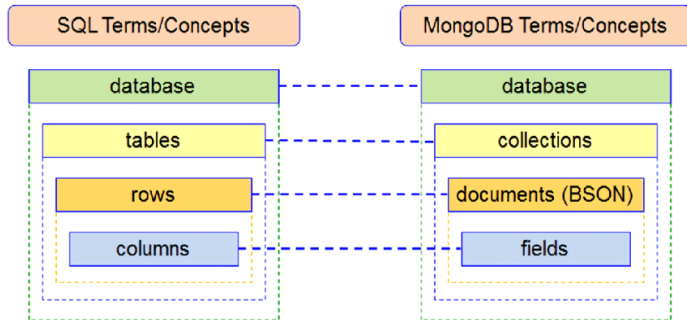 SQL Terms/Concepts
MongoDB Terms/Concepts
database
database
tables
collections
rows
documents (BSON)
columns
fields